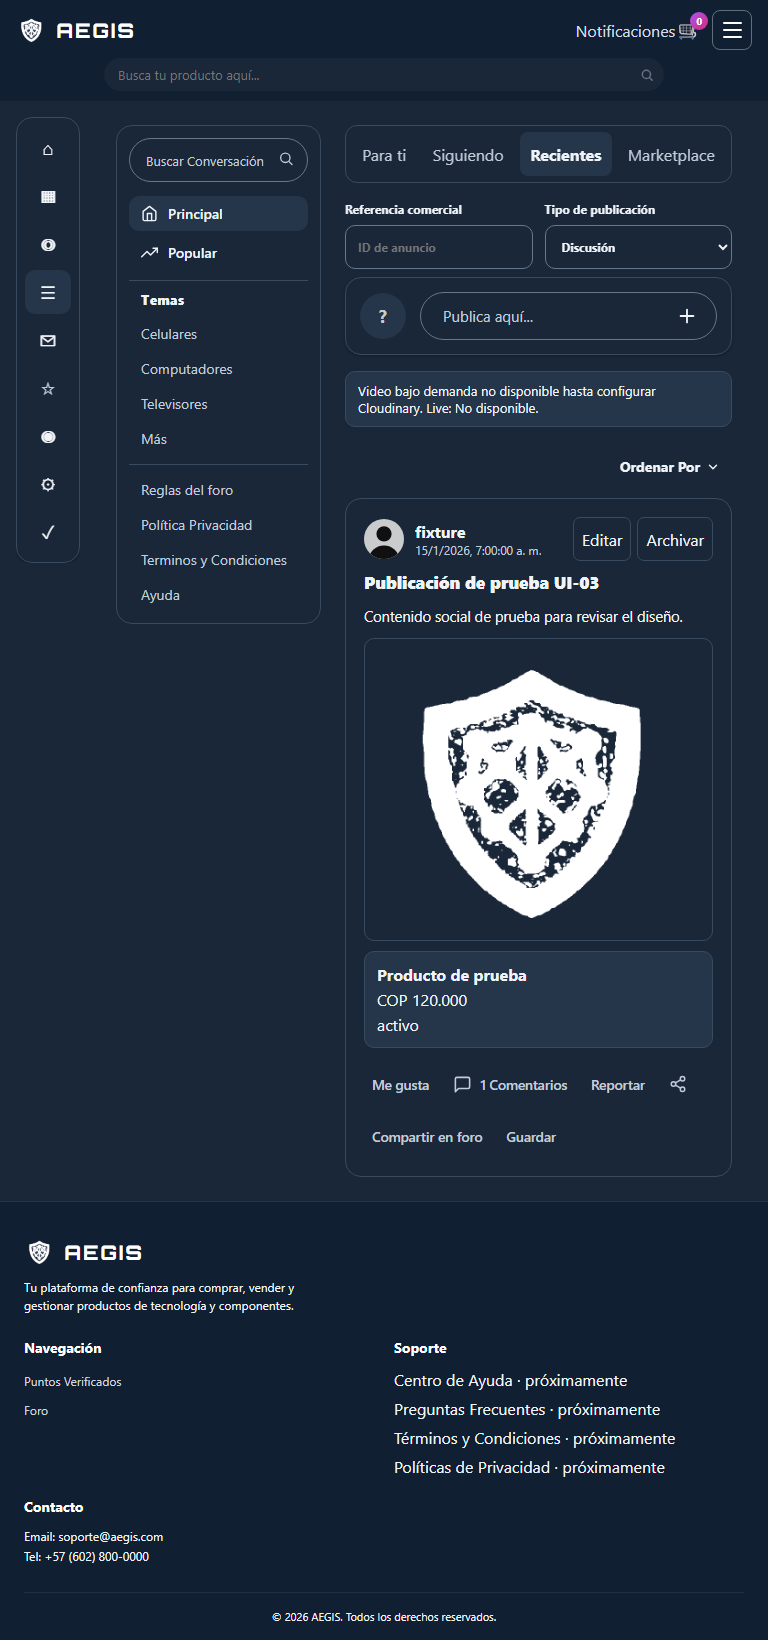 AEGIS
Notificaciones
0
Busca tu producto aquí...
Buscar Conversación
Principal
Popular
Temas
Celulares
Computadores
Televisores
Más
Reglas del foro
Política Privacidad
Terminos y Condiciones
Ayuda
Para ti
Siguiendo
Recientes
Marketplace
Referencia comercial
Tipo de publicación
ID de anuncio
Discusión
?
Publica aquí...
Video bajo demanda no disponible hasta configurar
Cloudinary. Live: No disponible.
Ordenar Por
fixture
15/1/2026, 7:00:00 a. m.
Editar
Archivar
Publicación de prueba UI-03
Contenido social de prueba para revisar el diseño.
Producto de prueba
COP 120.000
activo
Me gusta
1 Comentarios
Reportar
Compartir en foro
Guardar
AEGIS
Tu plataforma de confianza para comprar, vender y
gestionar productos de tecnología y componentes.
Navegación
Puntos Verificados
Foro
Soporte
Centro de Ayuda · próximamente
Preguntas Frecuentes · próximamente
Términos y Condiciones · próximamente
Políticas de Privacidad · próximamente
Contacto
Email: soporte@aegis.com
Tel: +57 (602) 800-0000
© 2026 AEGIS. Todos los derechos reservados.